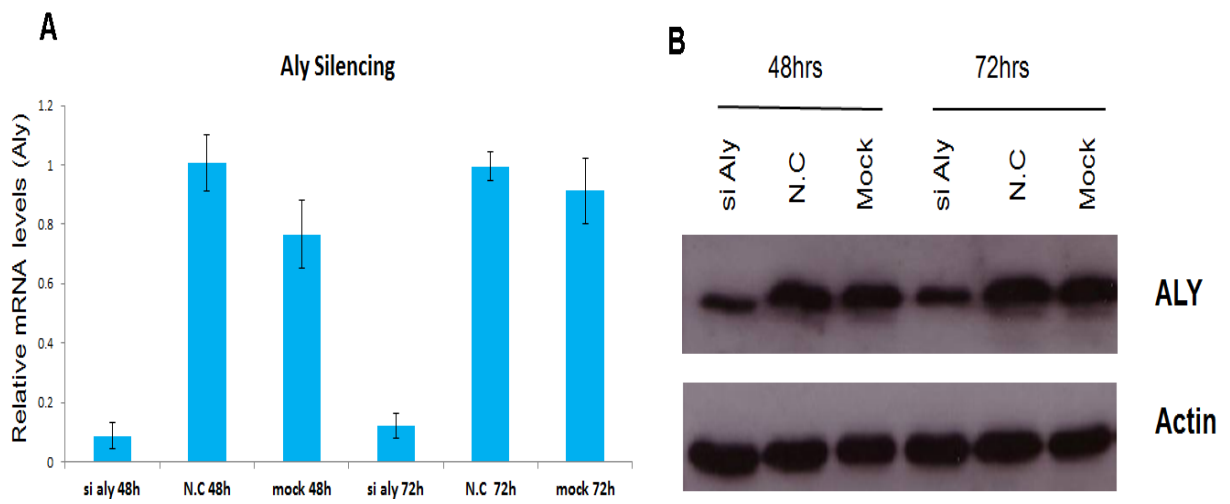 A
Aly Silencing
Relative mRNA levels (Aly)
1.2
1
0.8
0.6
0.4
0.2
0
si aly 48h
N.C 48h
mock 48h
si aly 72h
N.C 72h
mock 72h
B
48hrs
72hrs
si Aly
N.C
Mock
si Aly
N.C
Mock
ALY
Actin